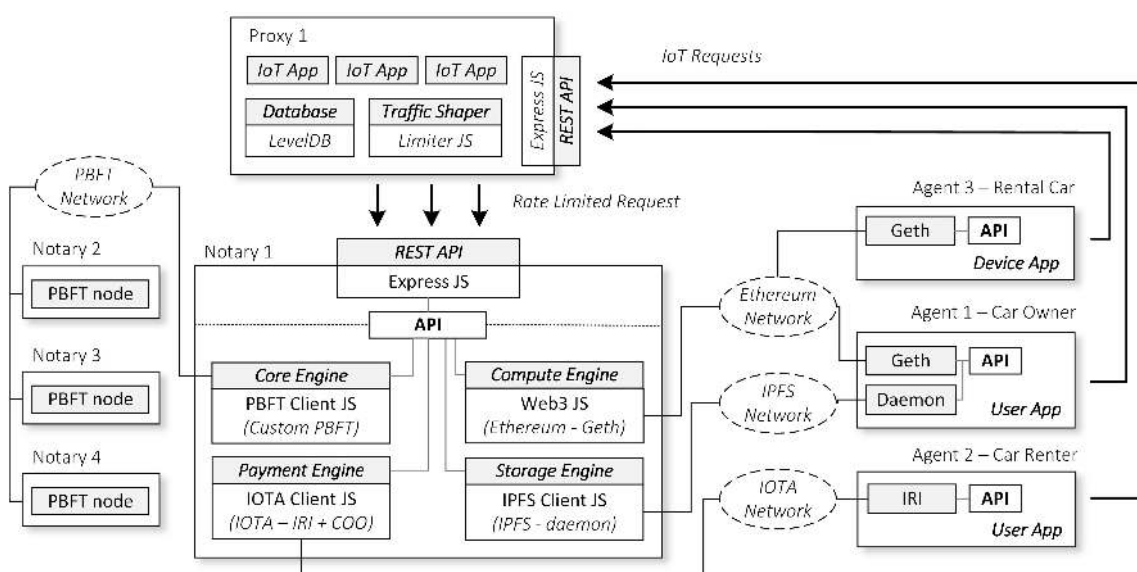 Proxy 1
IoT App
IoT App
IoT App
Database
LevelDB
Traffic Shaper
Limiter JS
Express JS
REST API
IoT Requests
Rate Limited Request
PBFT
Network
Notary 2
PBFT node
Notary 3
PBFT node
Notary 4
PBFT node
Notary 1
REST API
Express JS
API
Core Engine
PBFT Client JS
(Custom PBFT)
Compute Engine
Web3 JS
(Ethereum - Geth)
Payment Engine
IOTA Client JS
(IOTA – IRI + COO)
Storage Engine
IPFS Client JS
(IPFS - daemon)
Ethereum
Network
IPFS
Network
IOTA
Network
Agent 3 – Rental Car
Geth
API
Device App
Agent 1 – Car Owner
Geth
API
Daemon
User App
Agent 2 – Car Renter
IRI
API
User App